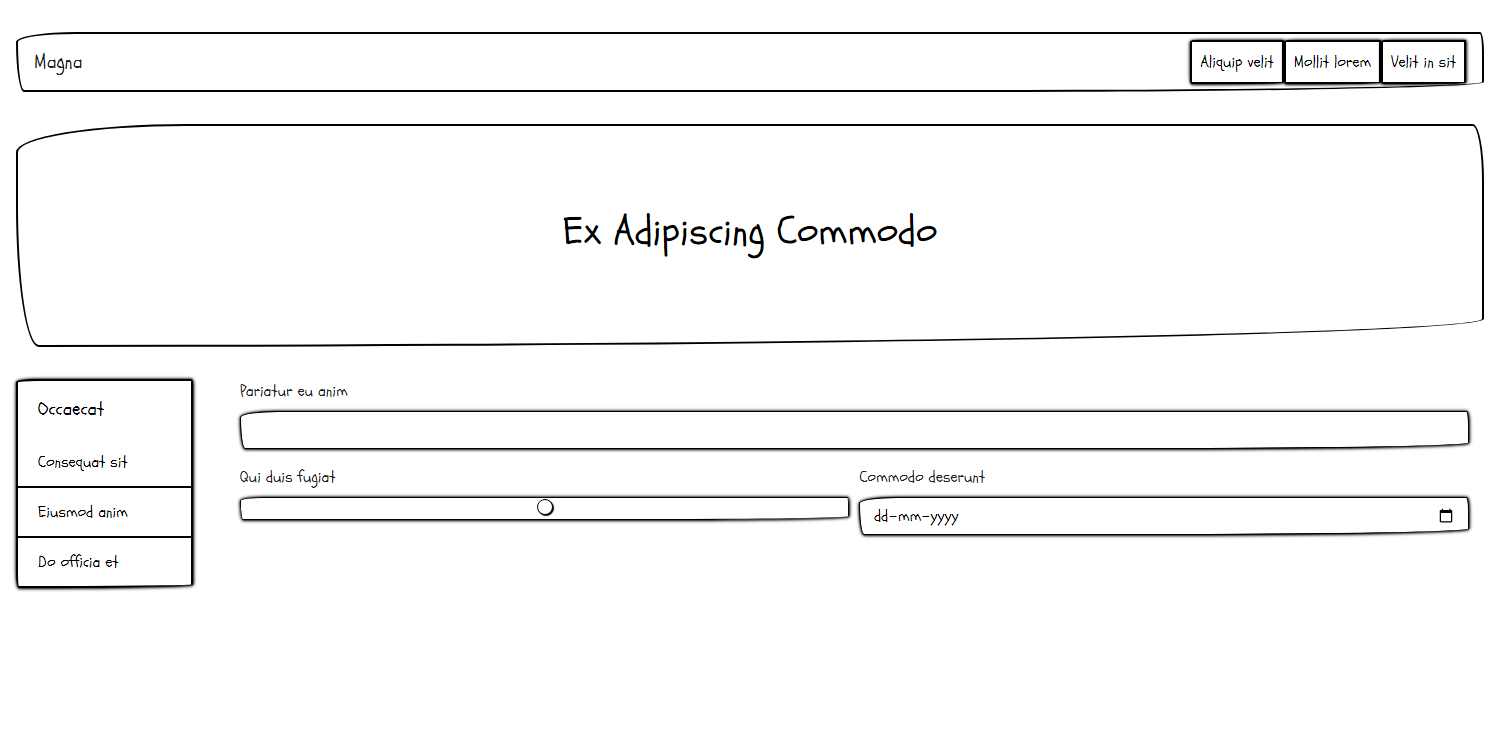 Magna
Aliquip velit
Mollit lorem
Velit in sit
Ex Adipiscing Commodo
Occaecat
Consequat sit
Eiusmod anim
Do officia et
Pariatur eu anim
Qui duis fugiat
Commodo deserunt
dd-mm-yyyy